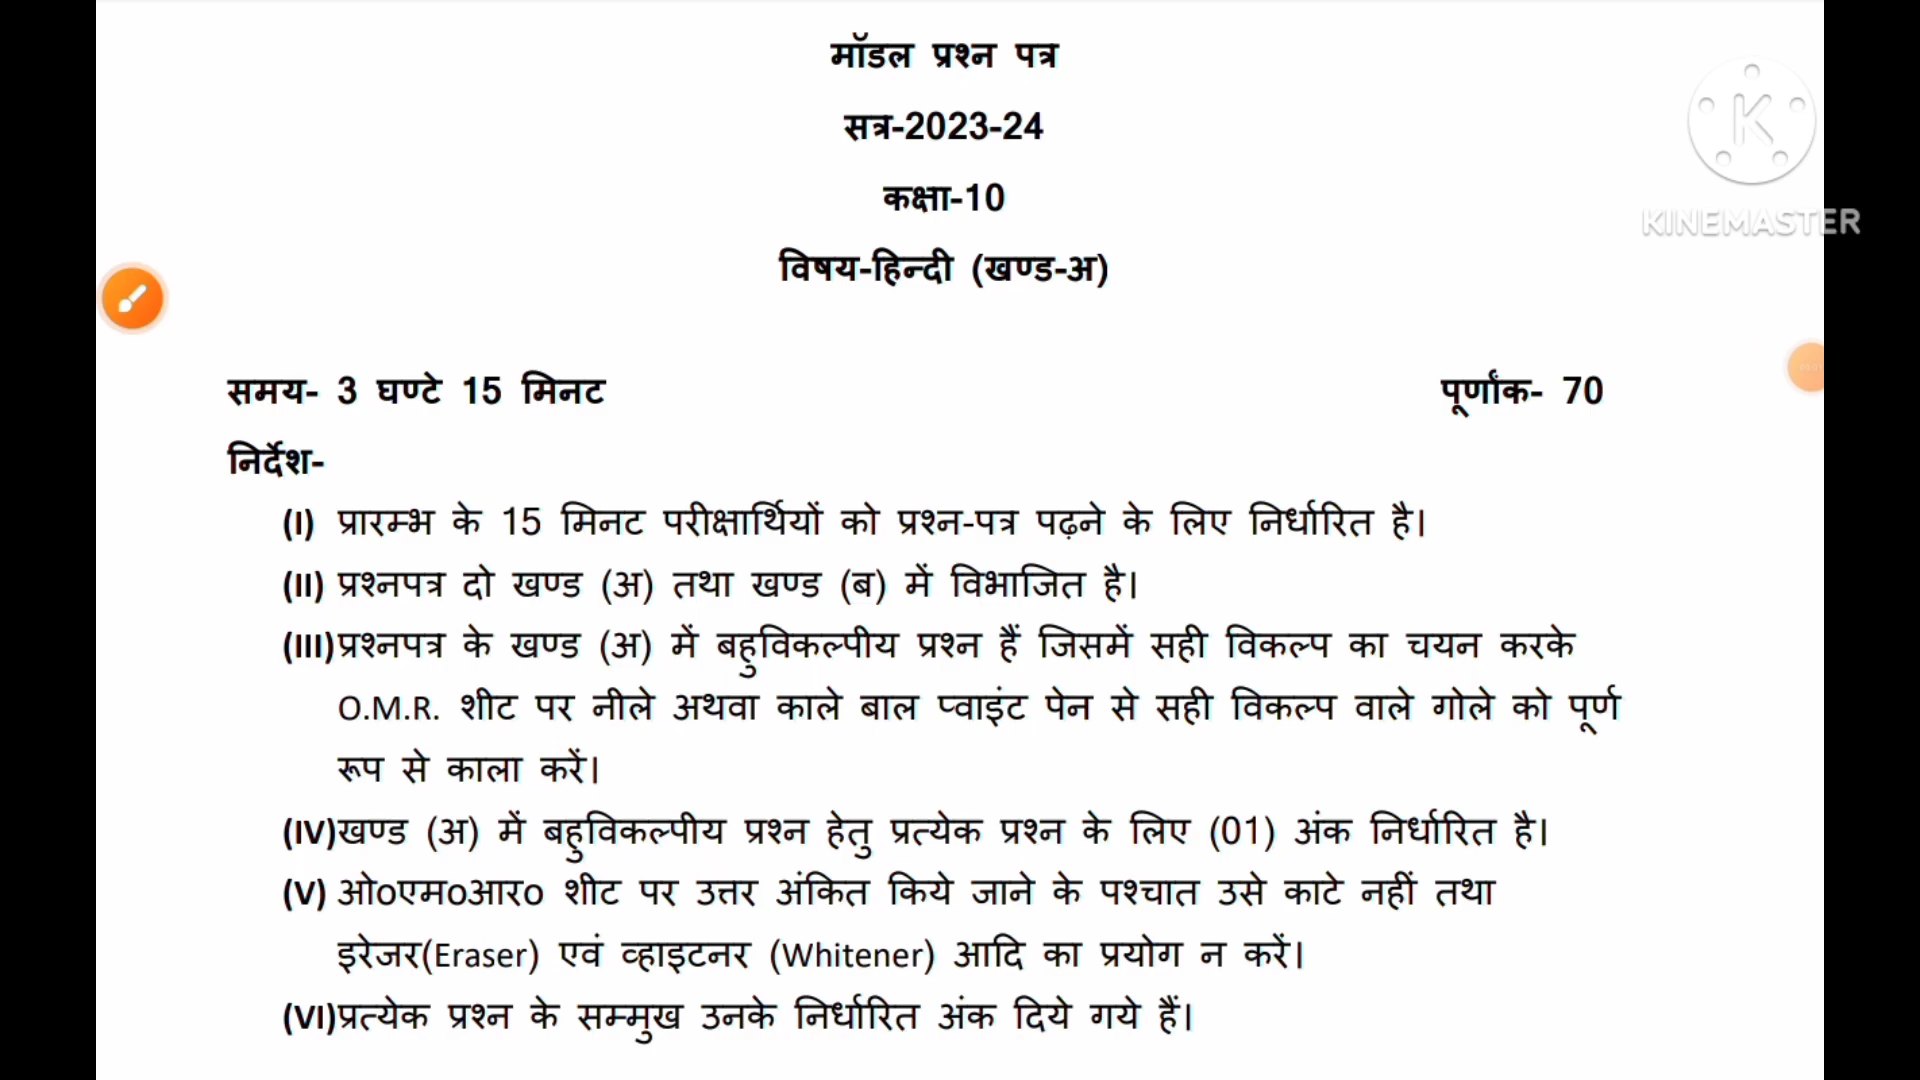 मॉडल प्रश्न पत्र
सत्र-2023-24
कक्षा-10
विषय-हिन्दी (खण्ड-अ)
K
KINEMASTER
समय- 3 घण्टे 15 मिनट पूर्णांक- 70
निर्देश-
(I) प्रारम्भ के 15 मिनट परीक्षार्थियों को प्रश्न-पत्र पढ़ने के लिए निर्धारित है।
(II) प्रश्नपत्र दो खण्ड (अ) तथा खण्ड (ब) में विभाजित है।
(III)प्रश्नपत्र के खण्ड (अ) में बहुविकल्पीय प्रश्न हैं जिसमें सही विकल्प का चयन करके
O.M.R. शीट पर नीले अथवा काले बाल प्वाइंट पेन से सही विकल्प वाले गोले को पूर्ण
रूप से काला करें।
(IV)खण्ड (अ) में बहुविकल्पीय प्रश्न हेतु प्रत्येक प्रश्न के लिए (01) अंक निर्धारित है।
(V) ओ0एम0आर0 शीट पर उत्तर अंकित किये जाने के पश्चात उसे काटे नहीं तथा
इरेजर(Eraser) एवं व्हाइटनर (Whitener) आदि का प्रयोग न करें।
(VI)प्रत्येक प्रश्न के सम्मुख उनके निर्धारित अंक दिये गये हैं।